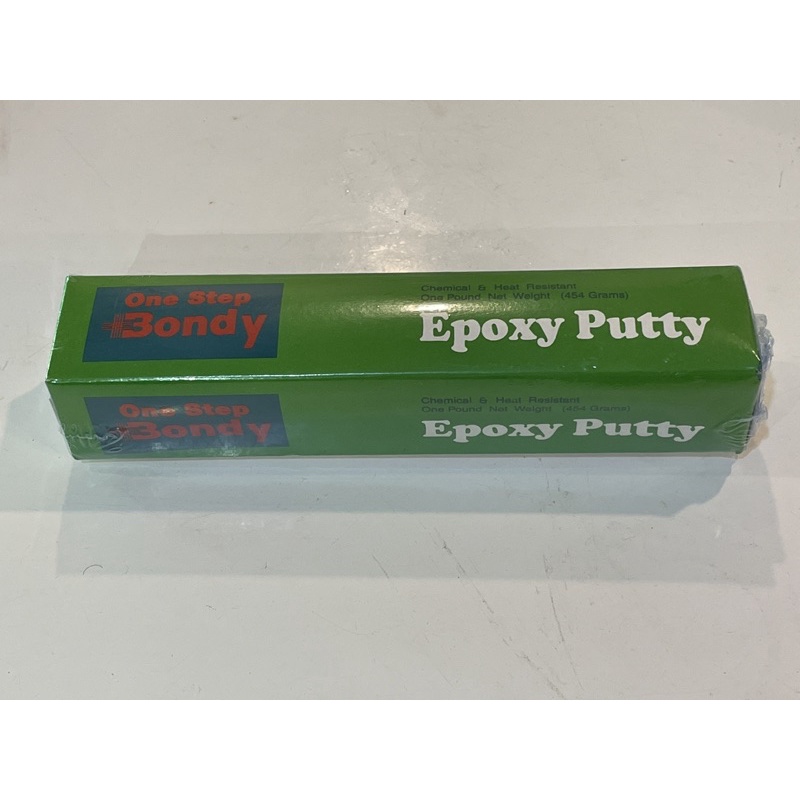 One Step
Bondy
Chemical & Heat Resistant
One Pound Net Weight (454 Grams)
Epoxy Putty
One Step
Bondy
Chemical & Heat Resistant
One Pound Net Weight (454 Grams)
Epoxy Putty